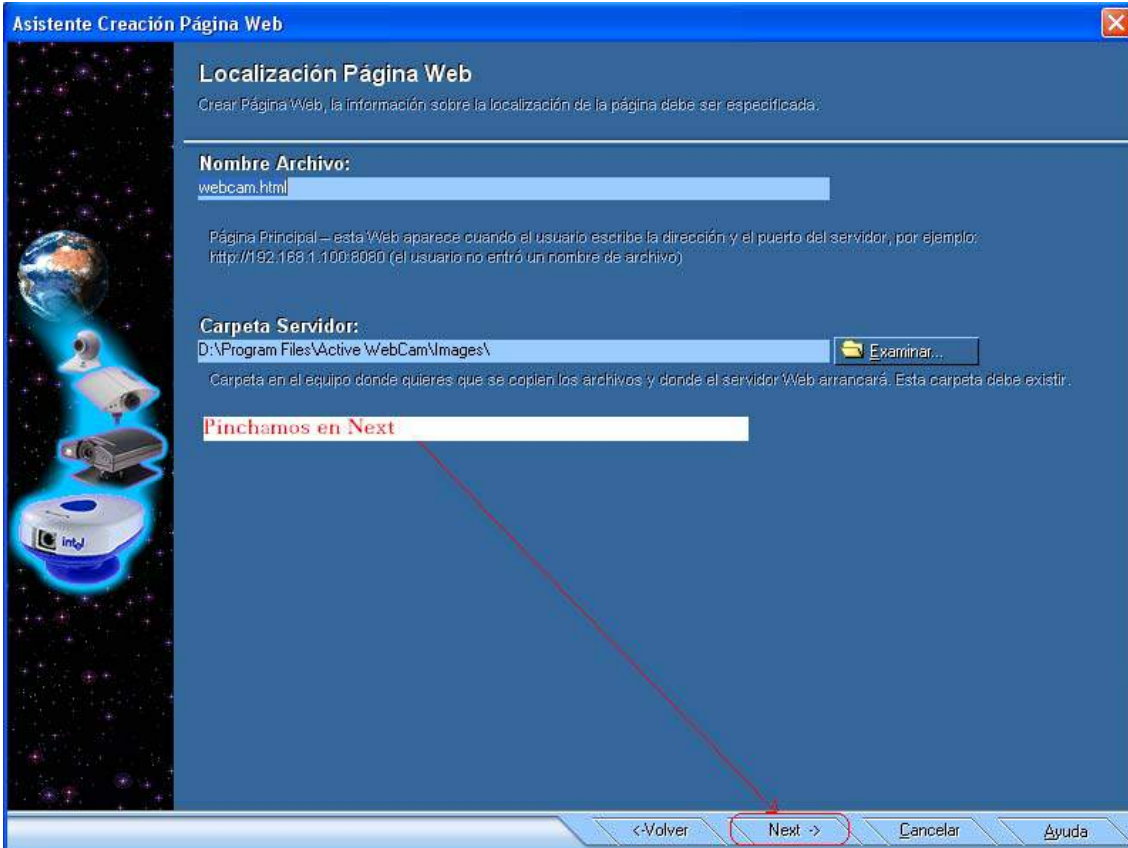 Asistente Creación Página Web
Localización Página Web
Crear Página Web, la información sobre la localización de la página debe ser especificada.
Nombre Archivo:
webcam.html
Página Principal – esta Web aparece cuando el usuario escribe la dirección y el puerto del servidor, por ejemplo:
http://192.168.1.100:8080 (el usuario no entró un nombre de archivo)
Carpeta Servidor:
D:\Program Files\Active WebCam\Images\
Examinar...
Carpeta en el equipo donde quieres que se copien los archivos y donde el servidor Web arrancará. Esta carpeta debe existir.
Pinchamos en Next
intel
<-Volver
Next ->
Cancelar
Ayuda